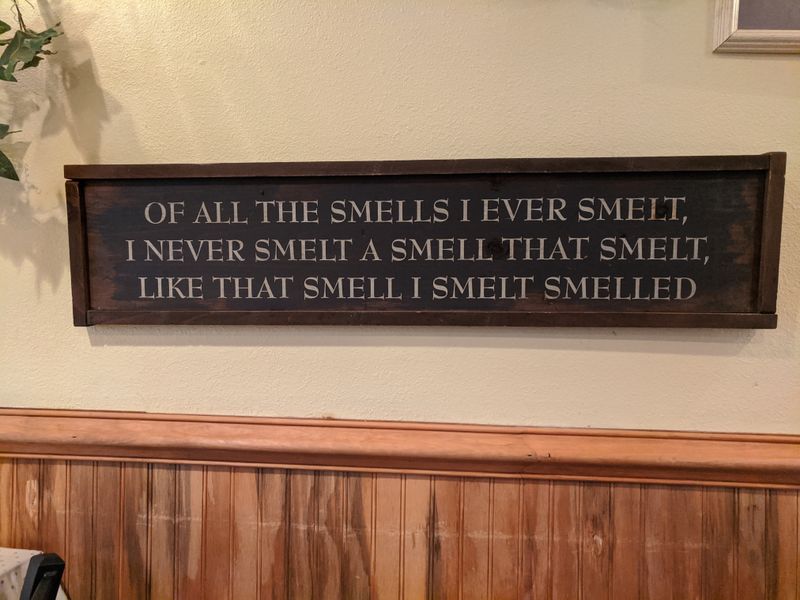 OF ALL THE SMELLS I EVER SMELT,
I NEVER SMELT A SMELL THAT SMELT,
LIKE THAT SMELL I SMELT SMELLED